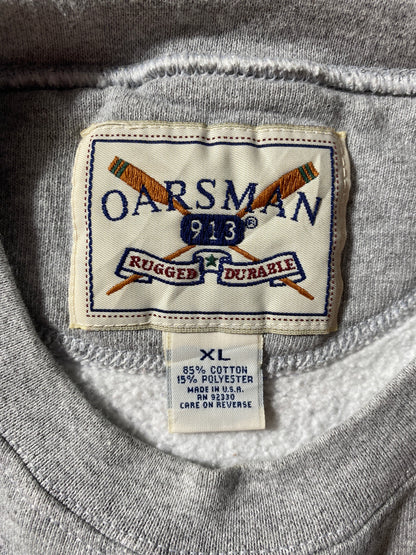 OARSMAN
913®
RUGGED DURABLE
XL
85% COTTON
15% POLYESTER
MADE IN U.S.A.
RN 92330
CARE ON REVERSE